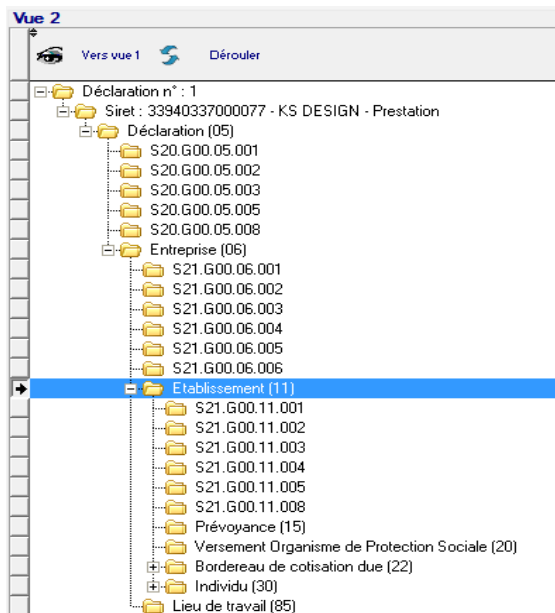 Vue 2
Vers vue 1 Dérouler
Déclaration n° : 1
Siret : 33940337000077 - KS DESIGN - Prestation
Déclaration (05)
S20.G00.05.001
S20.G00.05.002
S20.G00.05.003
S20.G00.05.005
S20.G00.05.008
Entreprise (06)
S21.G00.06.001
S21.G00.06.002
S21.G00.06.003
S21.G00.06.004
S21.G00.06.005
S21.G00.06.006
Etablissement (11)
S21.G00.11.001
S21.G00.11.002
S21.G00.11.003
S21.G00.11.004
S21.G00.11.005
S21.G00.11.008
Prévoyance (15)
Versement Organisme de Protection Sociale (20)
Bordereau de cotisation due (22)
Individu (30)
Lieu de travail (85)